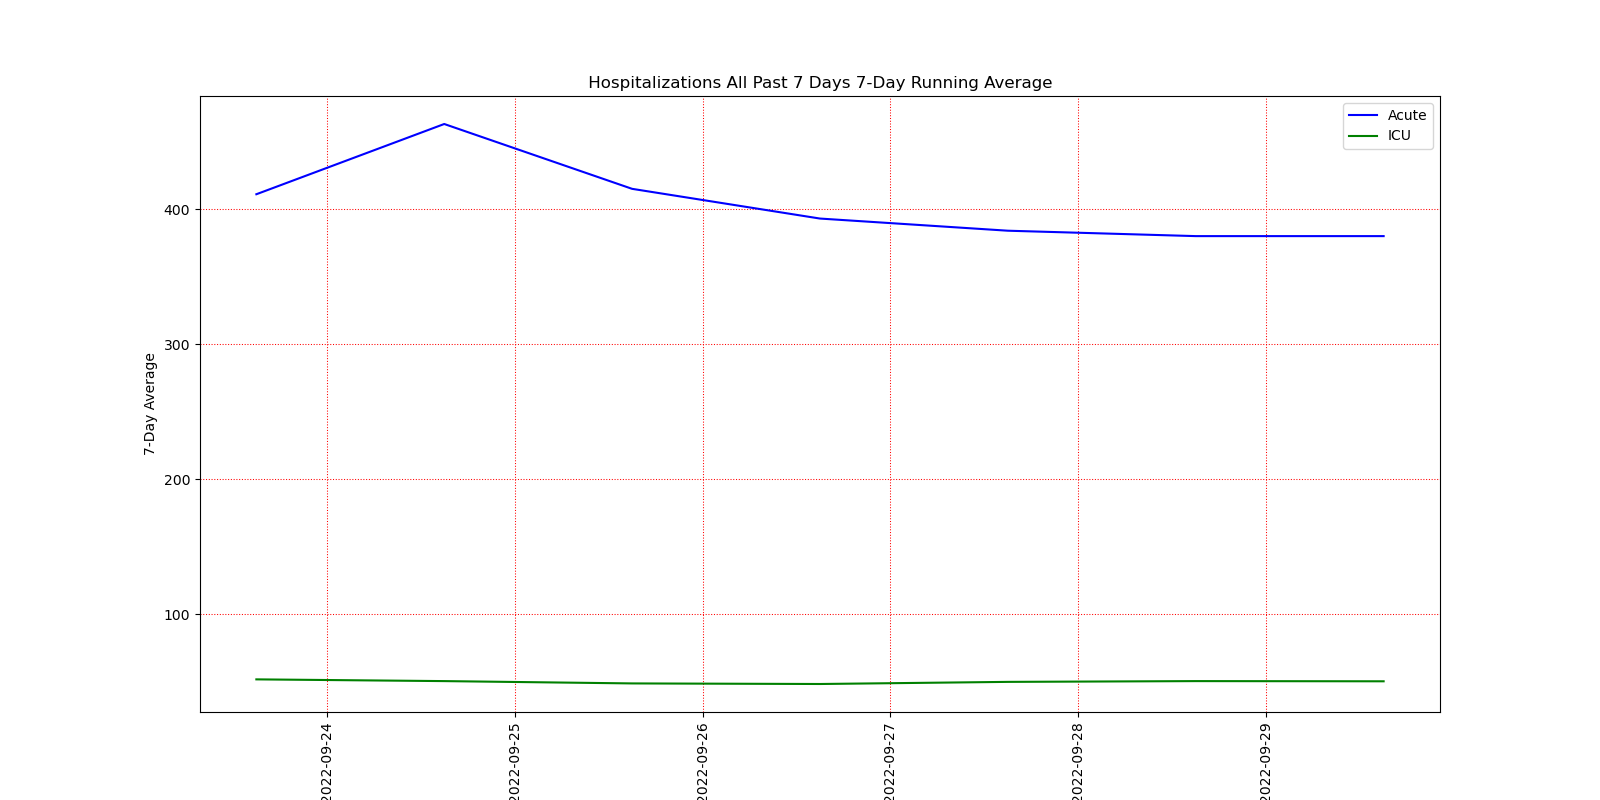 Hospitalizations All Past 7 Days 7-Day Running Average
Acute
ICU
7-Day Average
400
300
200
100
2022-09-24
2022-09-25
2022-09-26
2022-09-27
2022-09-28
2022-09-29